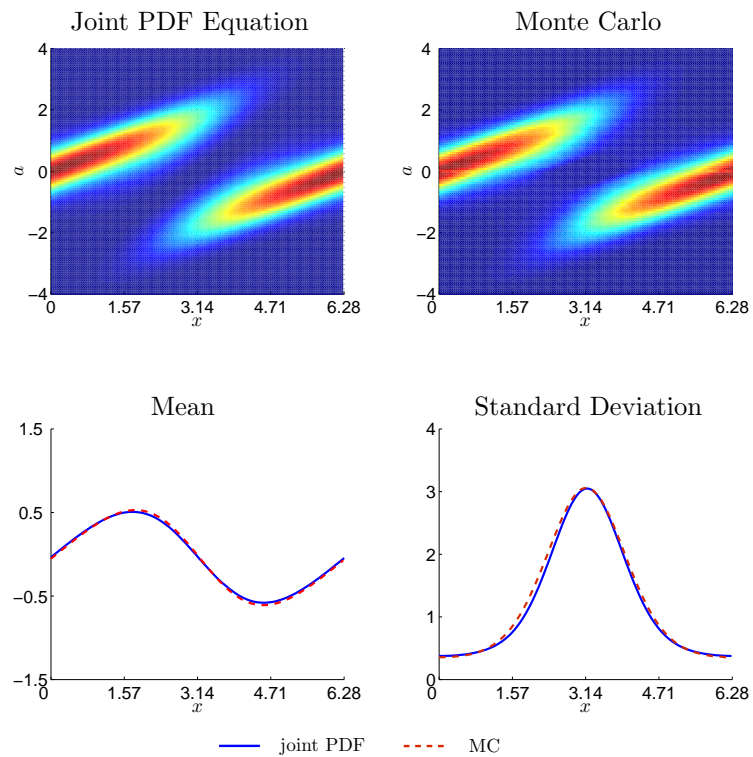 Joint PDF Equation
Monte Carlo
4
2
0
−2
−4
a
0 1.57 3.14 4.71 6.28
x
4
2
0
−2
−4
a
0 1.57 3.14 4.71 6.28
x
Mean
Standard Deviation
1.5
0.5
−0.5
−1.5
0 1.57 3.14 4.71 6.28
x
4
3
2
1
0
0 1.57 3.14 4.71 6.28
x
joint PDF
MC